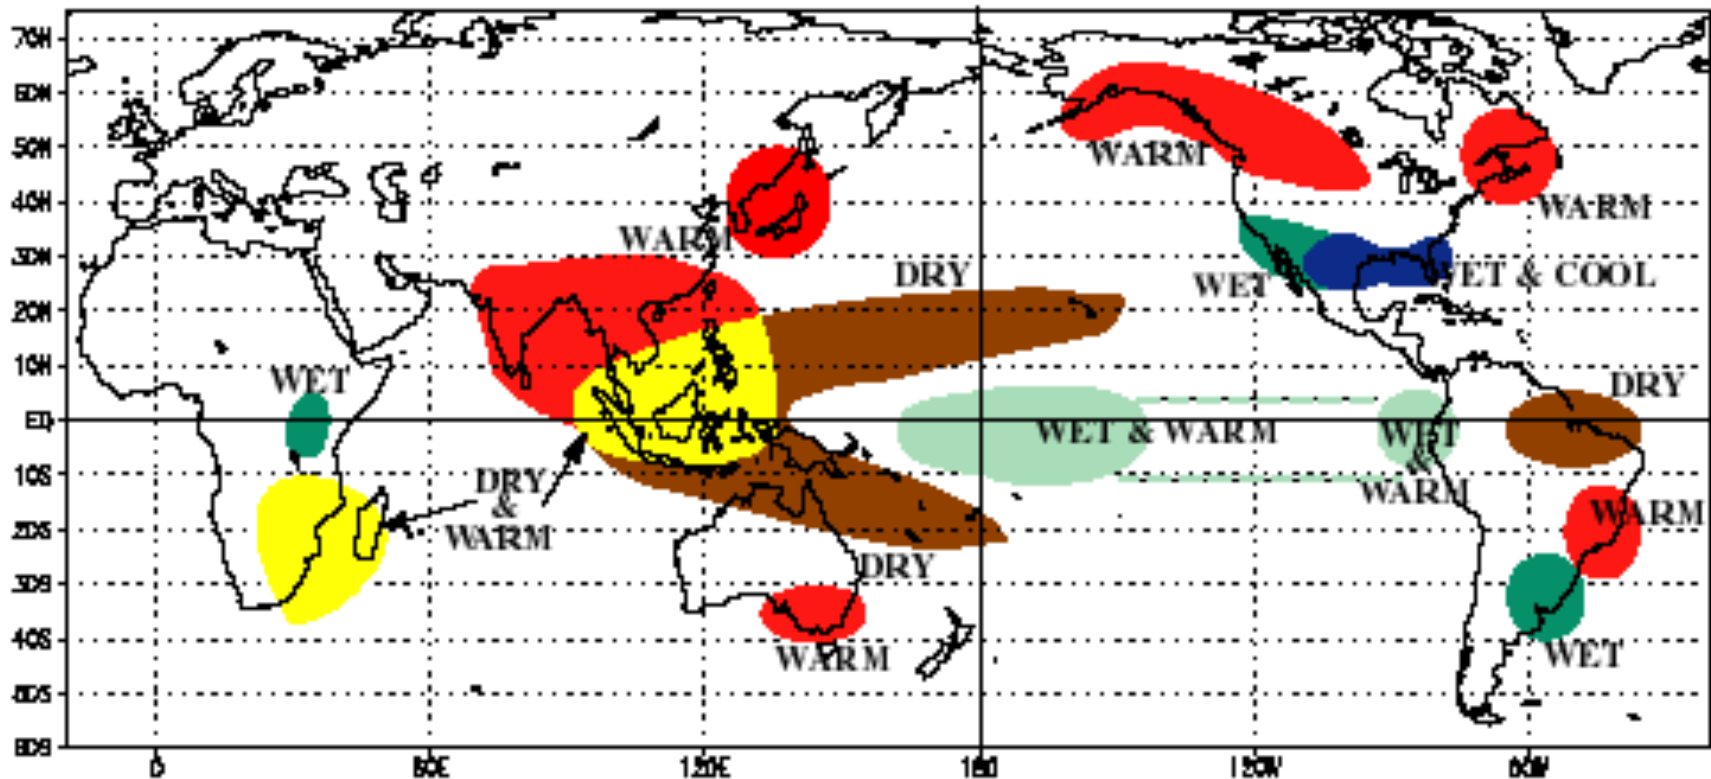 70N
60N
50N
40N
30N
20N
10N
EQ
10S
20S
30S
40S
50S
60S
WARM
WARM
WARM
DRY
WET
WET & COOL
WET
DRY
WET & WARM
WET
&
WARM
DRY
&
WARM
WARM
DRY
WARM
WET
0
60E
120E
180
120W
60W